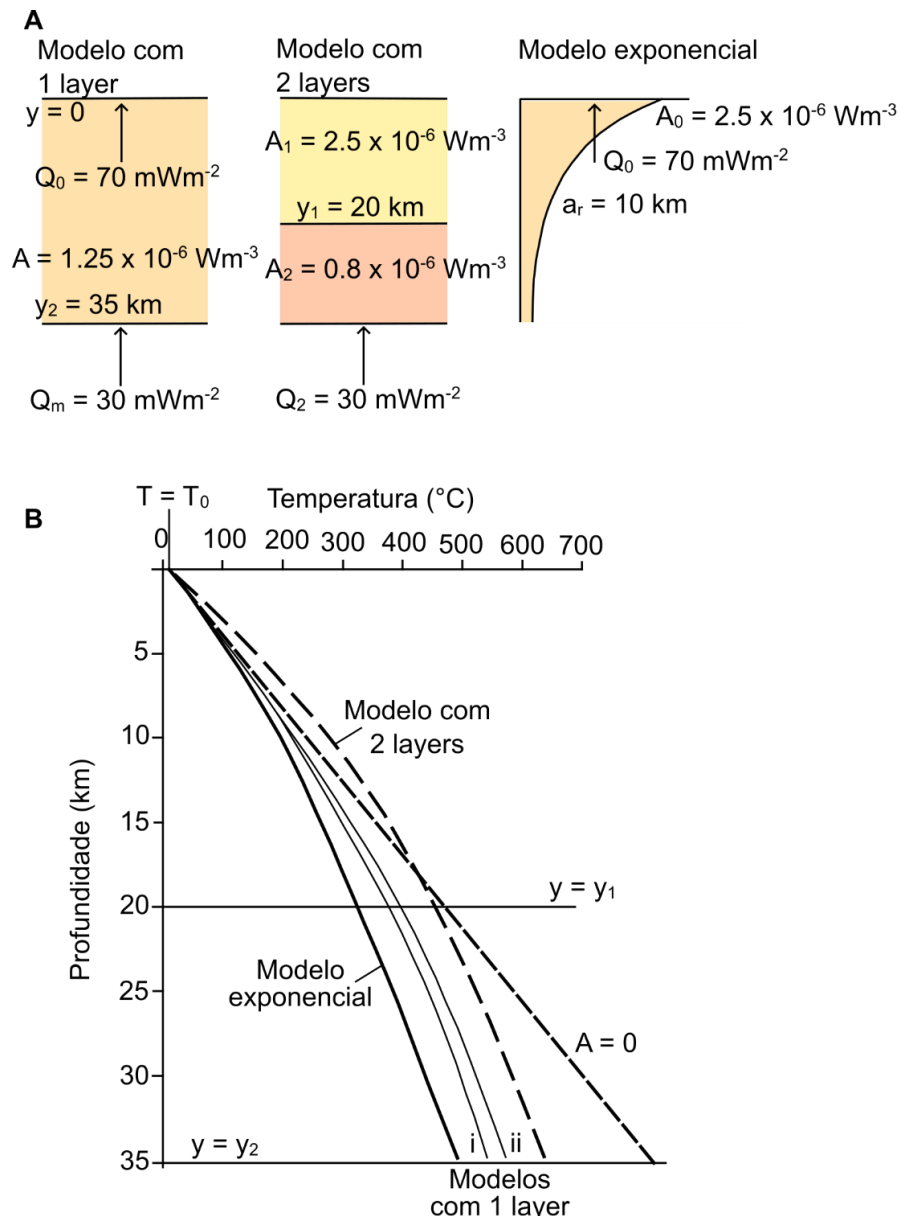 A
Modelo com
1 layer
y = 0
Q₀ = 70 mWm⁻²
A = 1.25 x 10⁻⁶ Wm⁻³
y₂ = 35 km
Qₘ = 30 mWm⁻²
Modelo com
2 layers
A₁ = 2.5 x 10⁻⁶ Wm⁻³
y₁ = 20 km
A₂ = 0.8 x 10⁻⁶ Wm⁻³
Q₂ = 30 mWm⁻²
Modelo exponencial
A₀ = 2.5 x 10⁻⁶ Wm⁻³
Q₀ = 70 mWm⁻²
aᵣ = 10 km
B
T = T₀
Temperatura (°C)
0 100 200 300 400 500 600 700
Profundidade (km)
5
10
15
20
25
30
35
Modelo com
2 layers
y = y₁
Modelo
exponencial
A = 0
y = y₂
i
ii
Modelos
com 1 layer